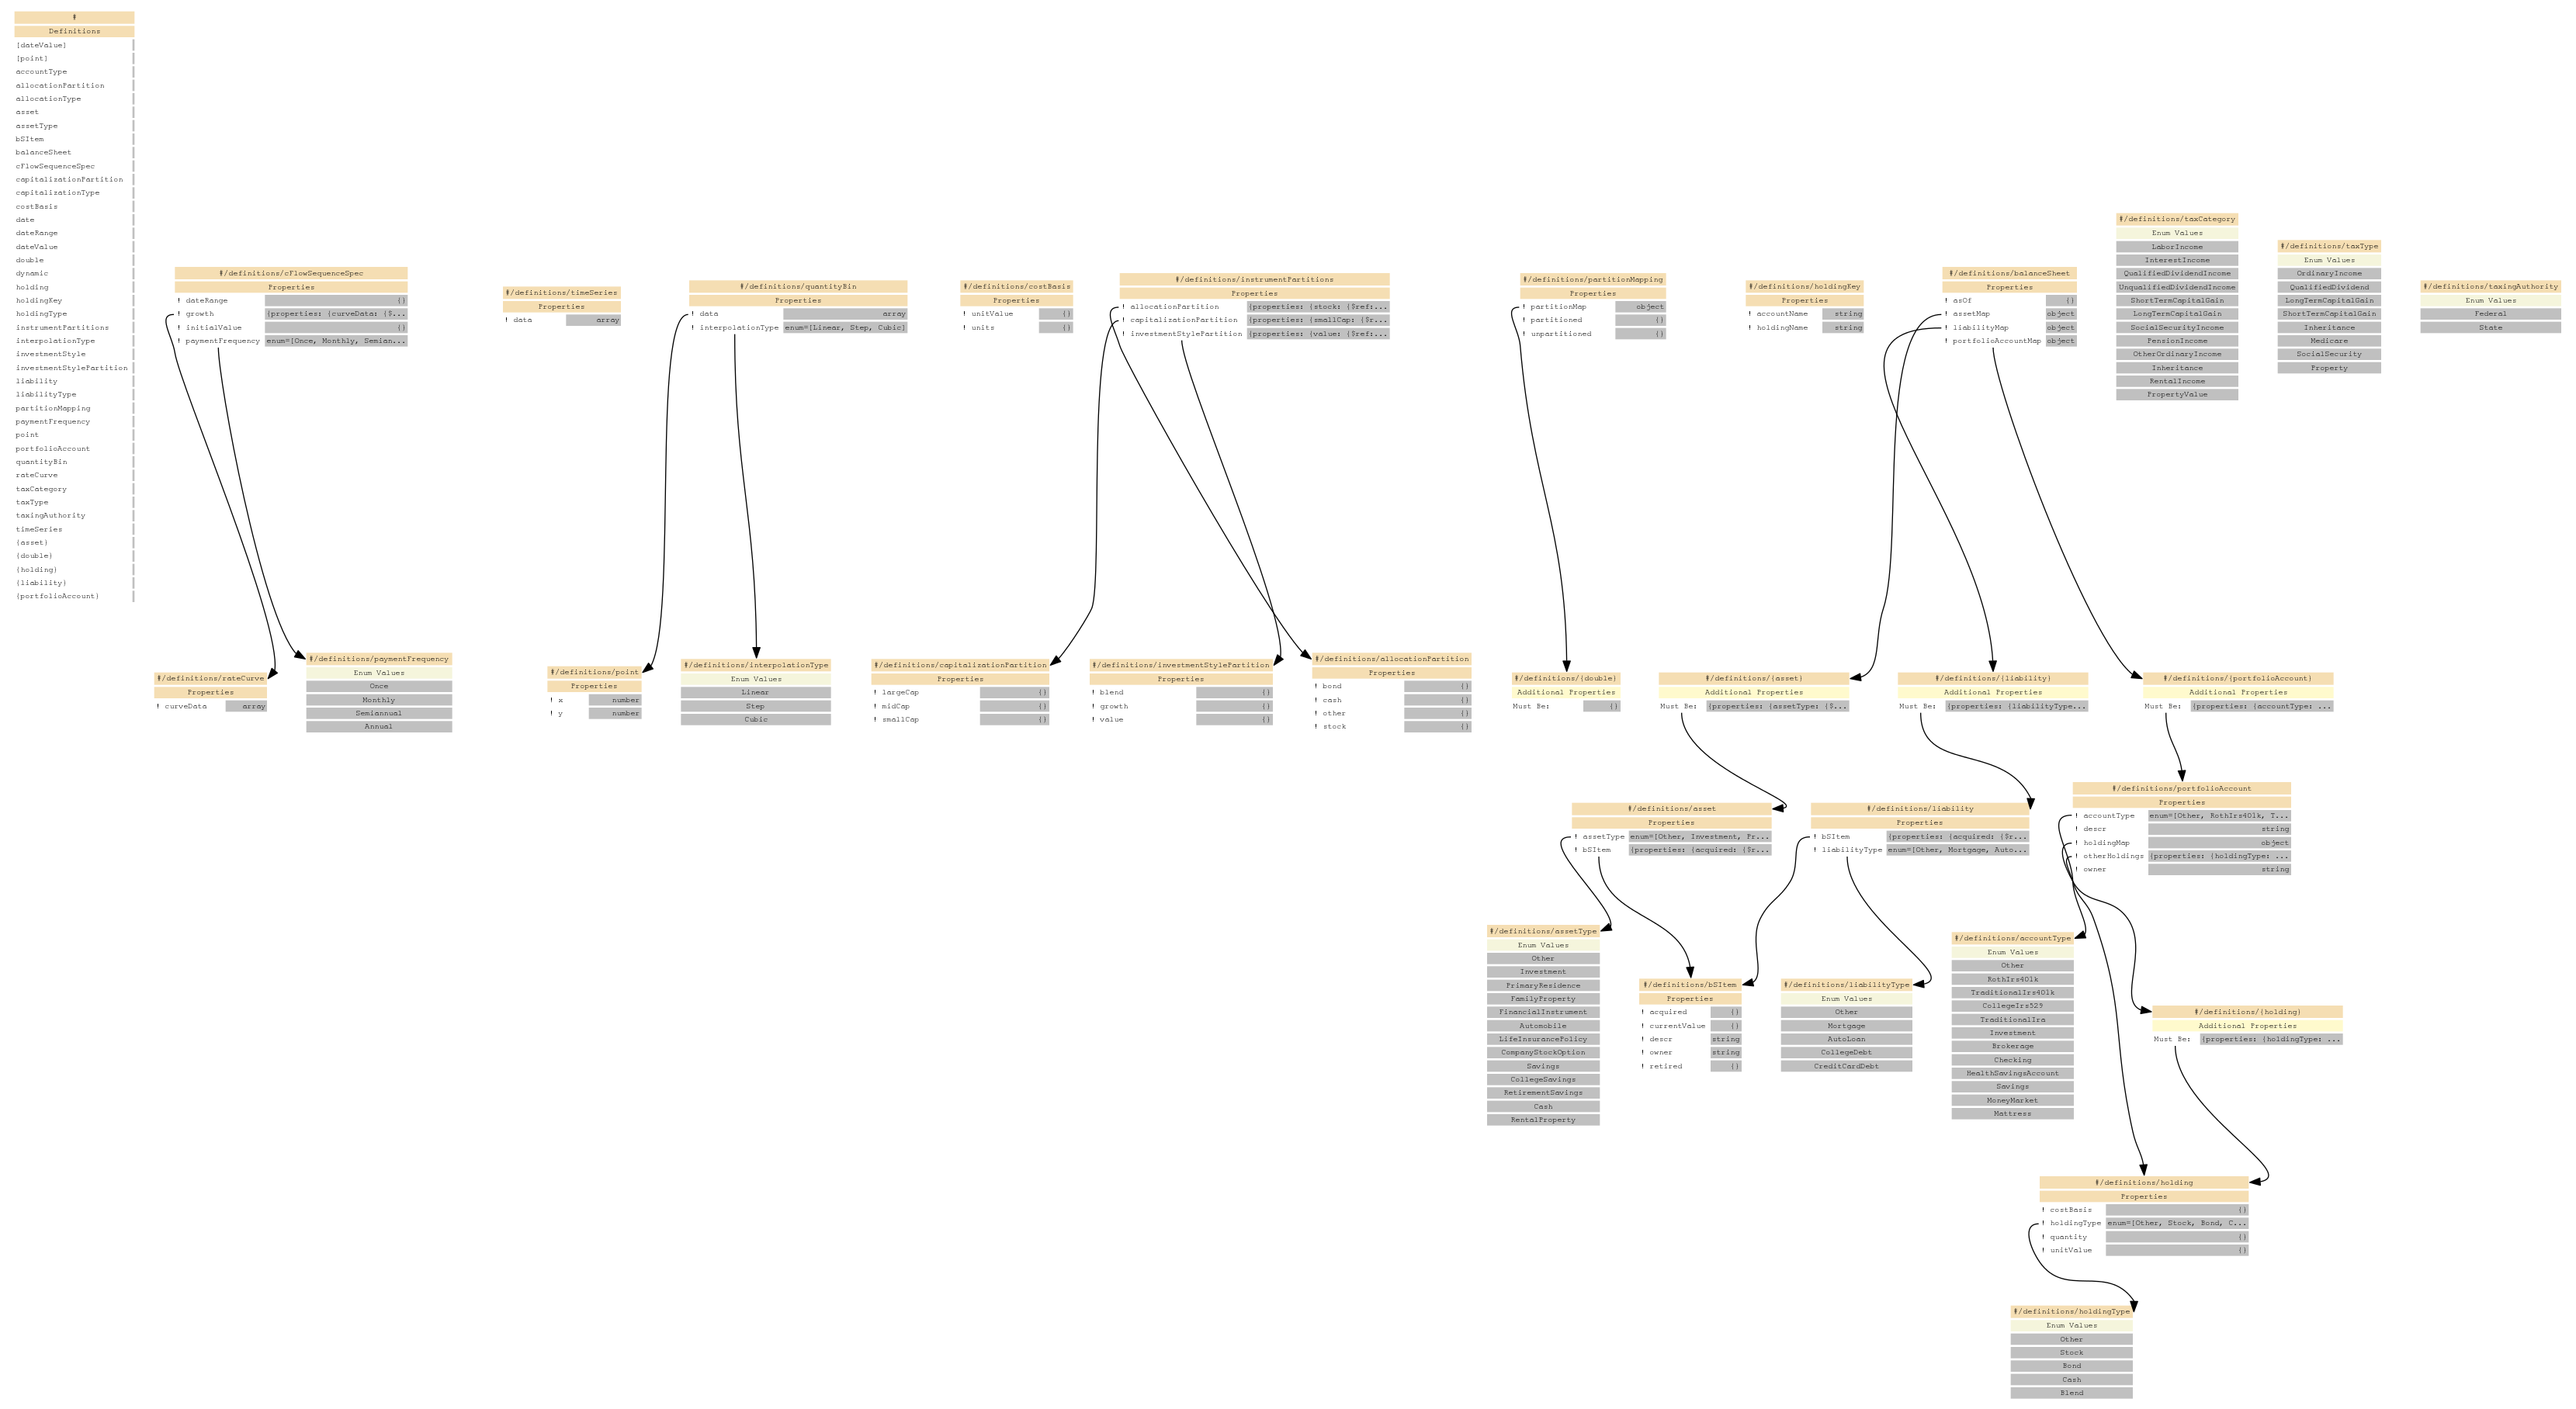 #
Definitions
[dateValue]
[point]
accountType
allocationPartition
allocationType
asset
assetType
bSItem
balanceSheet
cFlowSequenceSpec
capitalizationPartition
capitalizationType
costBasis
date
dateRange
dateValue
double
dynamic
holding
holdingKey
holdingType
instrumentPartitions
interpolationType
investmentStyle
investmentStylePartition
liability
liabilityType
partitionMapping
paymentFrequency
point
portfolioAccount
quantityBin
rateCurve
taxCategory
taxType
taxingAuthority
timeSeries
{asset}
{double}
{holding}
{liability}
{portfolioAccount}
#/definitions/cFlowSequenceSpec
Properties
! dateRange {}
! growth {properties: {curveData: {$...
! initialValue {}
! paymentFrequency enum=[Once, Monthly, Semian...
#/definitions/timeSeries
Properties
! data array
#/definitions/quantityBin
Properties
! data array
! interpolationType enum=[Linear, Step, Cubic]
#/definitions/costBasis
Properties
! unitValue {}
! units {}
#/definitions/instrumentPartitions
Properties
! allocationPartition {properties: {stock: {$ref:...
! capitalizationPartition {properties: {smallCap: {$r...
! investmentStylePartition {properties: {value: {$ref:...
#/definitions/partitionMapping
Properties
! partitionMap object
! partitioned {}
! unpartitioned {}
#/definitions/holdingKey
Properties
! accountName string
! holdingName string
#/definitions/balanceSheet
Properties
! asOf {}
! assetMap object
! liabilityMap object
! portfolioAccountMap object
#/definitions/taxCategory
Enum Values
LaborIncome
InterestIncome
QualifiedDividendIncome
UnqualifiedDividendIncome
ShortTermCapitalGain
LongTermCapitalGain
SocialSecurityIncome
PensionIncome
OtherOrdinaryIncome
Inheritance
RentalIncome
PropertyValue
#/definitions/taxType
Enum Values
OrdinaryIncome
QualifiedDividend
LongTermCapitalGain
ShortTermCapitalGain
Inheritance
Medicare
SocialSecurity
Property
#/definitions/taxingAuthority
Enum Values
Federal
State
#/definitions/rateCurve
Properties
! curveData array
#/definitions/paymentFrequency
Enum Values
Once
Monthly
Semiannual
Annual
#/definitions/point
Properties
! x number
! y number
#/definitions/interpolationType
Enum Values
Linear
Step
Cubic
#/definitions/capitalizationPartition
Properties
! largeCap {}
! midCap {}
! smallCap {}
#/definitions/investmentStylePartition
Properties
! blend {}
! growth {}
! value {}
#/definitions/allocationPartition
Properties
! bond {}
! cash {}
! other {}
! stock {}
#/definitions/{double}
Additional Properties
Must Be: {}
#/definitions/{asset}
Additional Properties
Must Be: {properties: {assetType: {$...
#/definitions/{liability}
Additional Properties
Must Be: {properties: {liabilityType...
#/definitions/{portfolioAccount}
Additional Properties
Must Be: {properties: {accountType: ...
#/definitions/asset
Properties
! assetType enum=[Other, Investment, Pr...
! bSItem {properties: {acquired: {$r...
#/definitions/liability
Properties
! bSItem {properties: {acquired: {$r...
! liabilityType enum=[Other, Mortgage, Auto...
#/definitions/portfolioAccount
Properties
! accountType enum=[Other, RothIrs401k, T...
! descr string
! holdingMap object
! otherHoldings {properties: {holdingType: ...
! owner string
#/definitions/assetType
Enum Values
Other
Investment
PrimaryResidence
FamilyProperty
FinancialInstrument
Automobile
LifeInsurancePolicy
CompanyStockOption
Savings
CollegeSavings
RetirementSavings
Cash
RentalProperty
#/definitions/bSItem
Properties
! acquired {}
! currentValue {}
! descr string
! owner string
! retired {}
#/definitions/liabilityType
Enum Values
Other
Mortgage
AutoLoan
CollegeDebt
CreditCardDebt
#/definitions/accountType
Enum Values
Other
RothIrs401k
TraditionalIrs401k
CollegeIrs529
TraditionalIra
Investment
Brokerage
Checking
HealthSavingsAccount
Savings
MoneyMarket
Mattress
#/definitions/{holding}
Additional Properties
Must Be: {properties: {holdingType: ...
#/definitions/holding
Properties
! costBasis {}
! holdingType enum=[Other, Stock, Bond, C...
! quantity {}
! unitValue {}
#/definitions/holdingType
Enum Values
Other
Stock
Bond
Cash
Blend